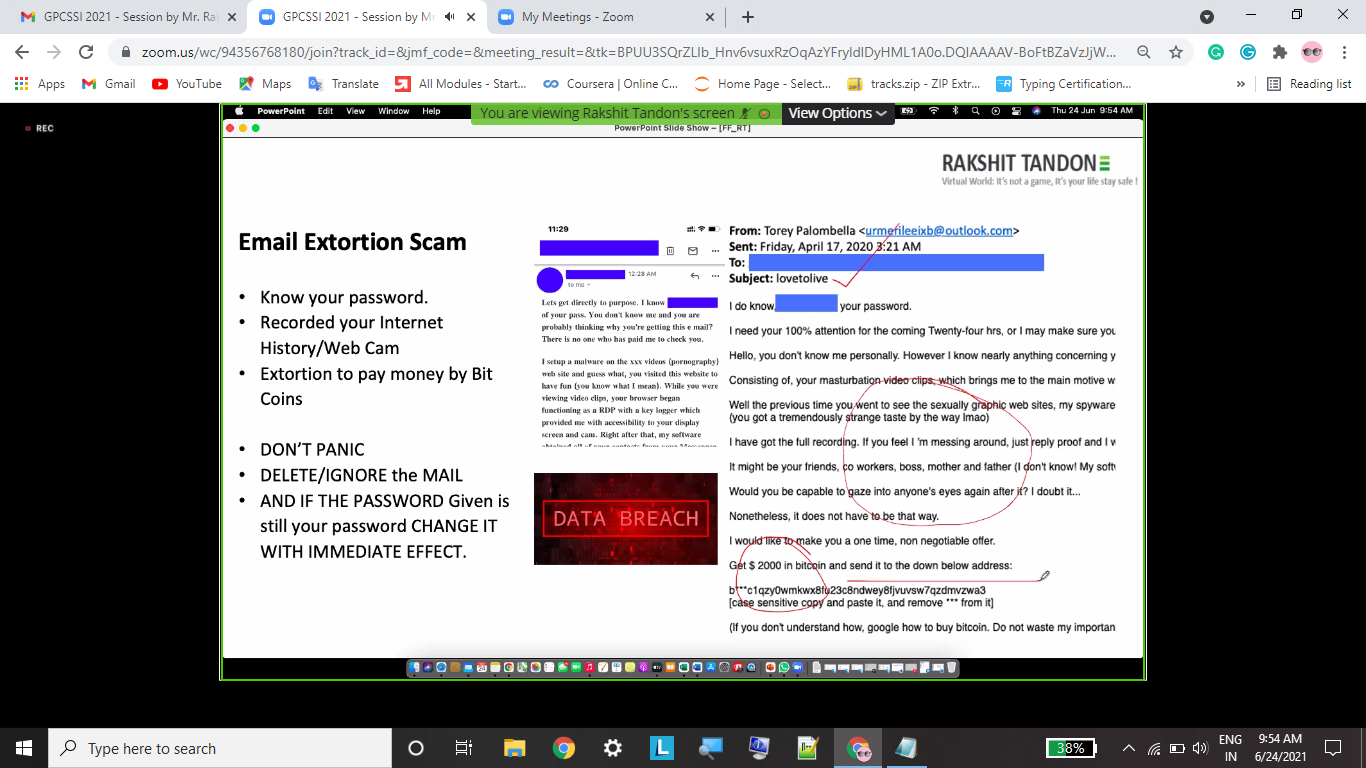 GPCSSI 2021 - Session by Mr. Ra
GPCSSI 2021 - Session by Mr
My Meetings - Zoom
zoom.us/wc/94356768180/join?track_id=&jmf_code=&meeting_result=&tk=
Apps
Gmail
YouTube
Maps
Translate
All Modules - Start...
Coursera | Online C...
Home Page - Select...
tracks.zip - ZIP Extr...
Typing Certification...
»
Reading list
REC
PowerPoint Edit View Window Help
You are viewing Rakshit Tandon's screen
View Options
Thu 24 Jun 9:54 AM
PowerPoint Slide Show – [FF_RT]
RAKSHIT TANDON
Virtual World: It's not a game, It's your life stay safe !
Email Extortion Scam
• Know your password.
• Recorded your Internet
History/Web Cam
• Extortion to pay money by Bit
Coins
• DON'T PANIC
• DELETE/IGNORE the MAIL
• AND IF THE PASSWORD Given is
still your password CHANGE IT
WITH IMMEDIATE EFFECT.
11:29
12:28 AM
to me
Lets get directly to purpose. I know
of your pass. You don't know me and you are
probably thinking why you're getting this e mail?
There is no one who has paid me to check you.
I setup a malware on the xxx videos (pornography)
web site and guess what, you visited this website to
have fun (you know what I mean). While you were
viewing video clips, your browser began
functioning as a RDP with a key logger which
provided me with accessibility to your display
screen and cam. Right after that, my software
DATA BREACH
From: Torey Palombella <urmerileeixb@outlook.com>
Sent: Friday, April 17, 2020 3:21 AM
To:
Subject: lovetolive
I do know, your password.
I need your 100% attention for the coming Twenty-four hrs, or I may make sure you
Hello, you don't know me personally. However I know nearly anything concerning y
Consisting of, your masturbation video clips, which brings me to the main motive w
Well the previous time you went to see the sexually graphic web sites, my spyware
(you got a tremendously strange taste by the way lmao)
I have got the full recording. If you feel I 'm messing around, just reply proof and I w
It might be your friends, co workers, boss, mother and father (I don't know! My soft
Would you be capable to gaze into anyone's eyes again after it? I doubt it...
Nonetheless, it does not have to be that way.
I would like to make you a one time, non negotiable offer.
Get $ 2000 in bitcoin and send it to the down below address:
b***c1qzy0wmkwx8fu23c8ndwey8fjvuvsw7qzdmvzwa3
[case sensitive copy and paste it, and remove *** from it]
(If you don't understand how, google how to buy bitcoin. Do not waste my importan
Type here to search
38%
ENG
IN
9:54 AM
6/24/2021